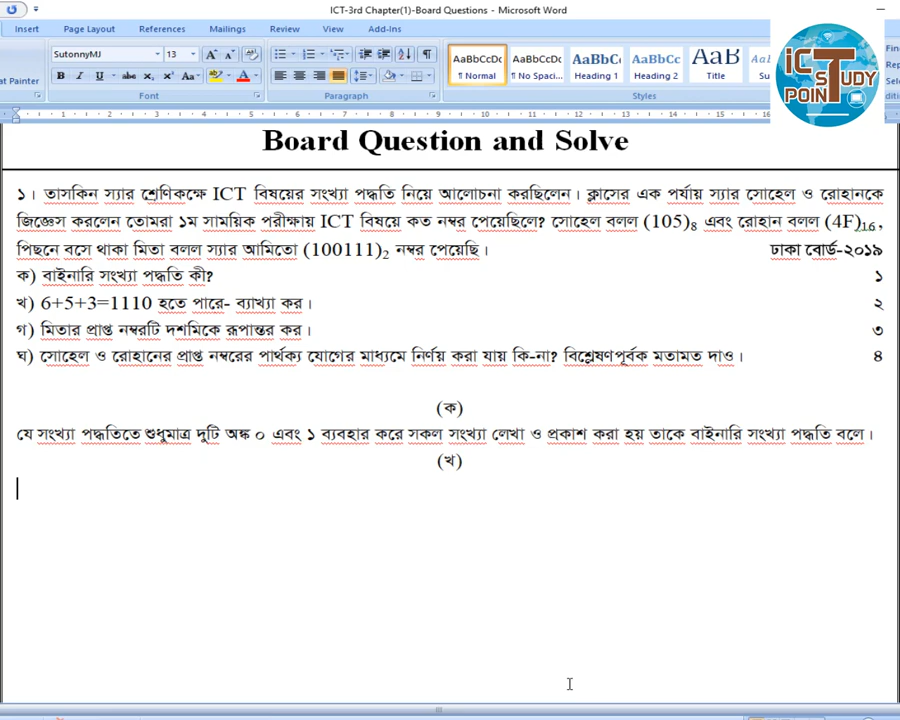 ICT-3rd Chapter(1)-Board Questions - Microsoft Word
Insert Page Layout References Mailings Review View Add-Ins
SutonnyMJ 13
at Painter
Font Paragraph Styles
AaBbCcDc AaBbCcDc AaBbCc AaBbCc AaB
¶ Normal ¶ No Spaci... Heading 1 Heading 2 Title Su
iCT STUDY POINT
Board Question and Solve
১। তাসকিন স্যার শ্রেণিকক্ষে ICT বিষয়ের সংখ্যা পদ্ধতি নিয়ে আলোচনা করছিলেন। ক্লাসের এক পর্যায় স্যার সোহেল ও রোহানকে
জিজ্ঞেস করলেন তোমরা ১ম সাময়িক পরীক্ষায় ICT বিষয়ে কত নম্বর পেয়েছিলে? সোহেল বলল (105)₈ এবং রোহান বলল (4F)₁₆,
পিছনে বসে থাকা মিতা বলল স্যার আমিতো (100111)₂ নম্বর পেয়েছি। ঢাকা বোর্ড-২০১৯
ক) বাইনারি সংখ্যা পদ্ধতি কী? ১
খ) 6+5+3=1110 হতে পারে- ব্যাখ্যা কর। ২
গ) মিতার প্রাপ্ত নম্বরটি দশমিকে রূপান্তর কর। ৩
ঘ) সোহেল ও রোহানের প্রাপ্ত নম্বরের পার্থক্য যোগের মাধ্যমে নির্ণয় করা যায় কি-না? বিশ্লেষণপূর্বক মতামত দাও। ৪
(ক)
যে সংখ্যা পদ্ধতিতে শুধুমাত্র দুটি অঙ্ক ০ এবং ১ ব্যবহার করে সকল সংখ্যা লেখা ও প্রকাশ করা হয় তাকে বাইনারি সংখ্যা পদ্ধতি বলে।
(খ)